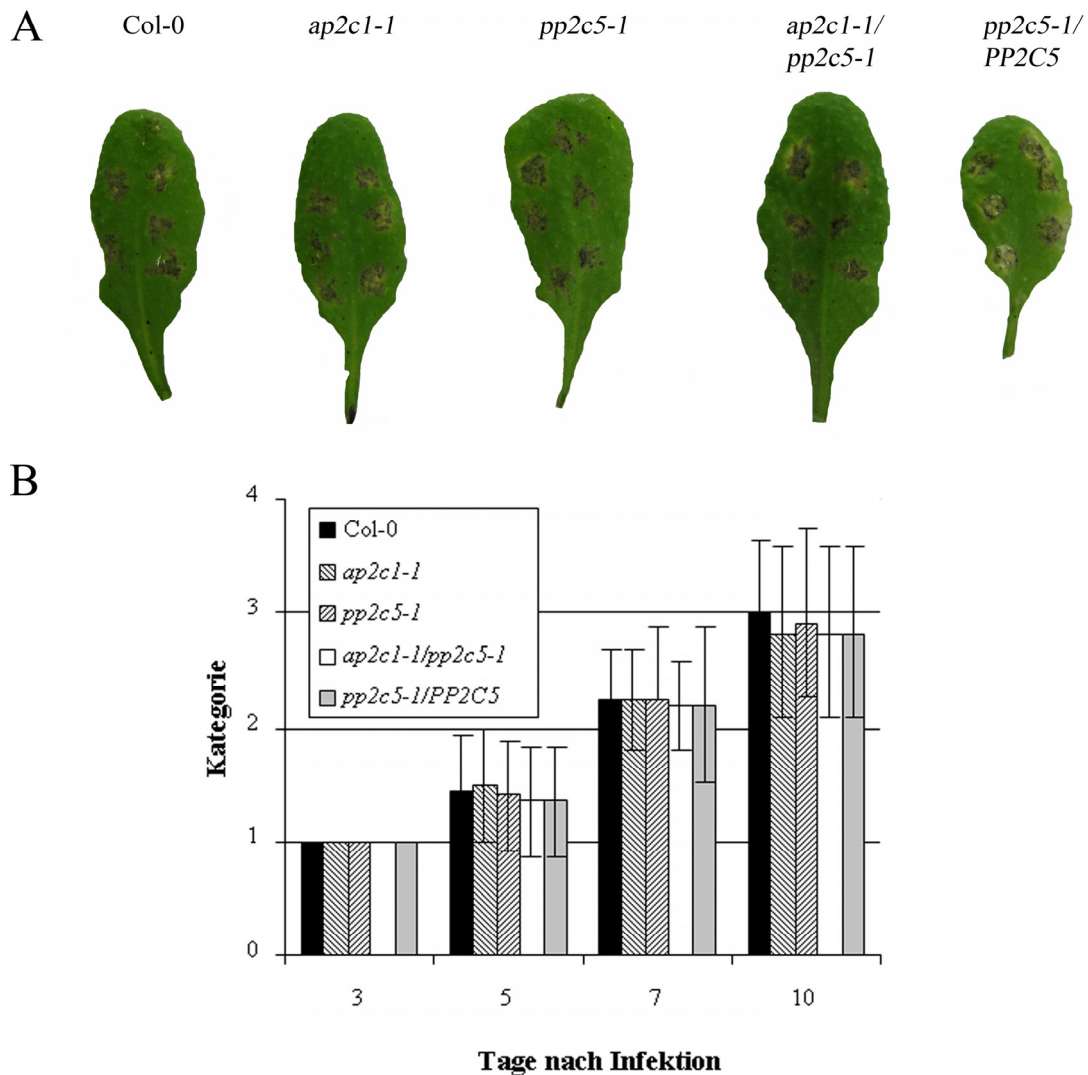 A
Col-0 ap2c1-1 pp2c5-1 ap2c1-1/ pp2c5-1/
pp2c5-1 PP2C5
B
4
3
2
1
0
Col-0
ap2c1-1
pp2c5-1
ap2c1-1/pp2c5-1
pp2c5-1/PP2C5
Kategorie
3 5 7 10
Tage nach Infektion